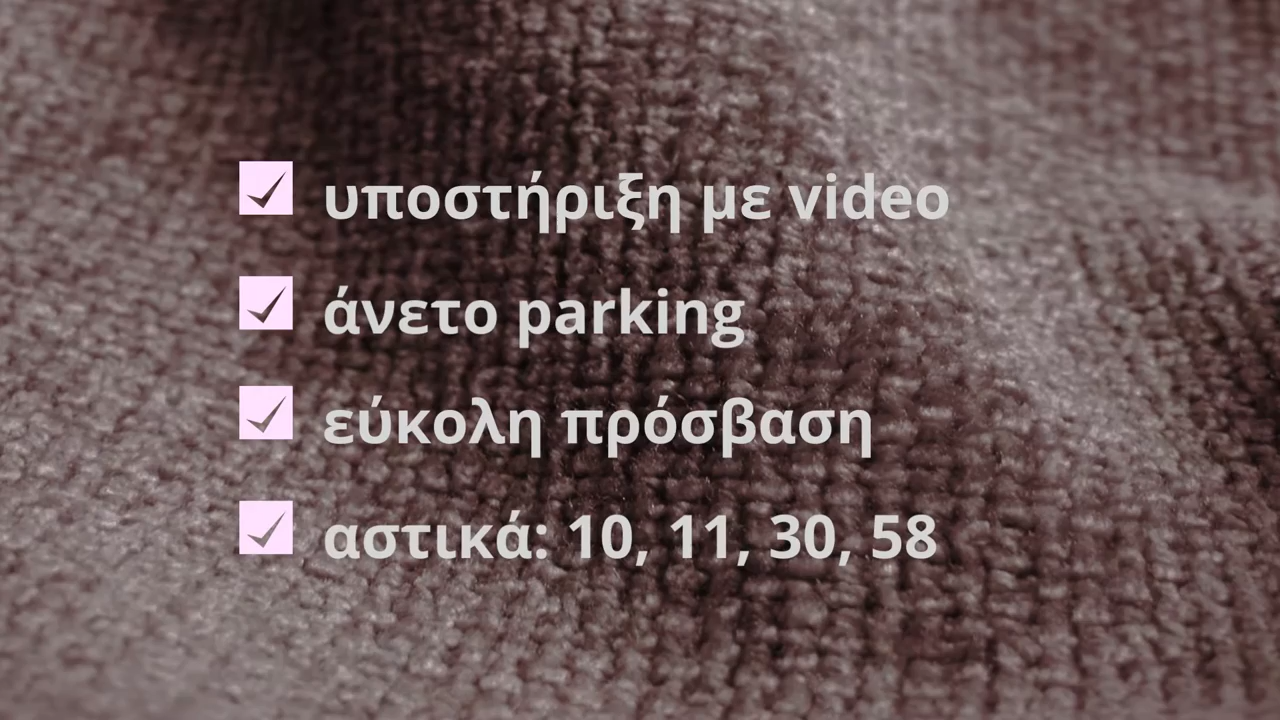 υποστήριξη με video
άνετο parking
εύκολη πρόσβαση
αστικά: 10, 11, 30, 58